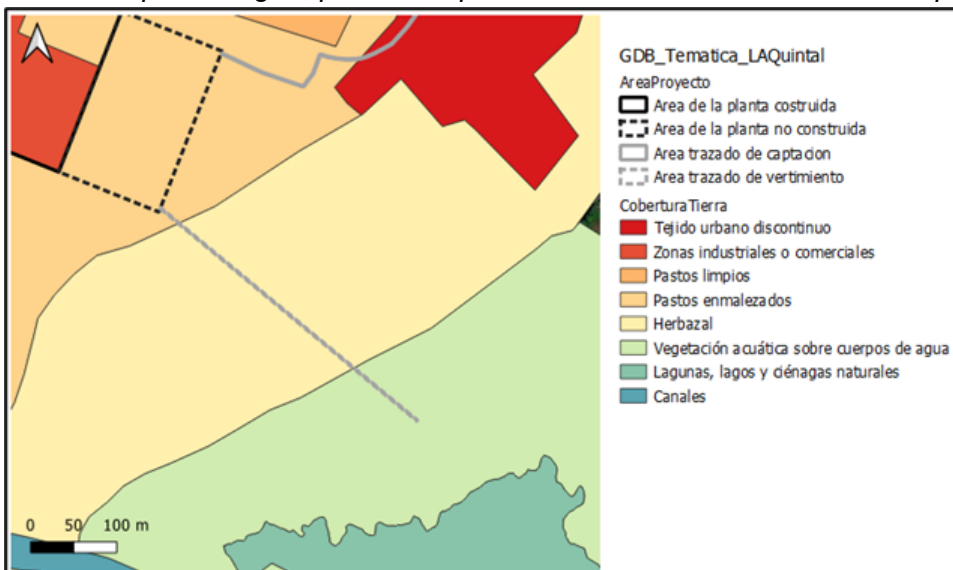 GDB_Tematica_LAQuintal
AreaProyecto
Area de la planta costruida
Area de la planta no construida
Area trazado de captacion
Area trazado de vertimiento
CoberturaTierra
Tejido urbano discontinuo
Zonas industriales o comerciales
Pastos limpios
Pastos enmalezados
Herbazal
Vegetación acuática sobre cuerpos de agua
Lagunas, lagos y ciénagas naturales
Canales
0 50 100 m